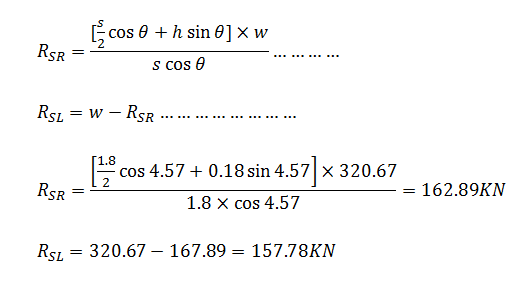 R_SR = [s/2 cos θ + h sin θ] × w / s cos θ … … … …
R_SL = w − R_SR … … … … … … … …
R_SR = [1.8/2 cos 4.57 + 0.18 sin 4.57] × 320.67 / 1.8 × cos 4.57 = 162.89KN
R_SL = 320.67 − 167.89 = 157.78KN